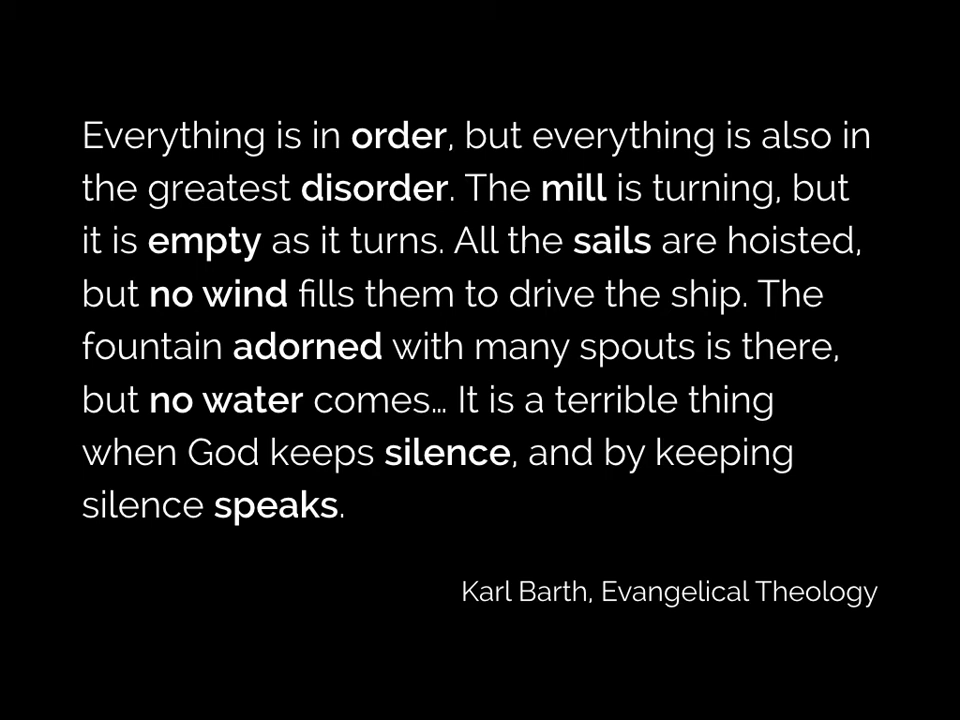 Everything is in order, but everything is also in
the greatest disorder. The mill is turning, but
it is empty as it turns. All the sails are hoisted,
but no wind fills them to drive the ship. The
fountain adorned with many spouts is there,
but no water comes… It is a terrible thing
when God keeps silence, and by keeping
silence speaks.
Karl Barth, Evangelical Theology